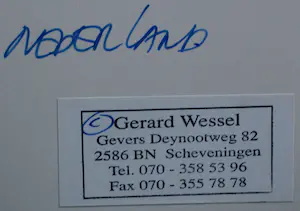 NEDERLAND
Gerard Wessel
Gevers Deynootweg 82
2586 BN Scheveningen
Tel. 070 - 358 53 96
Fax 070 - 355 78 78